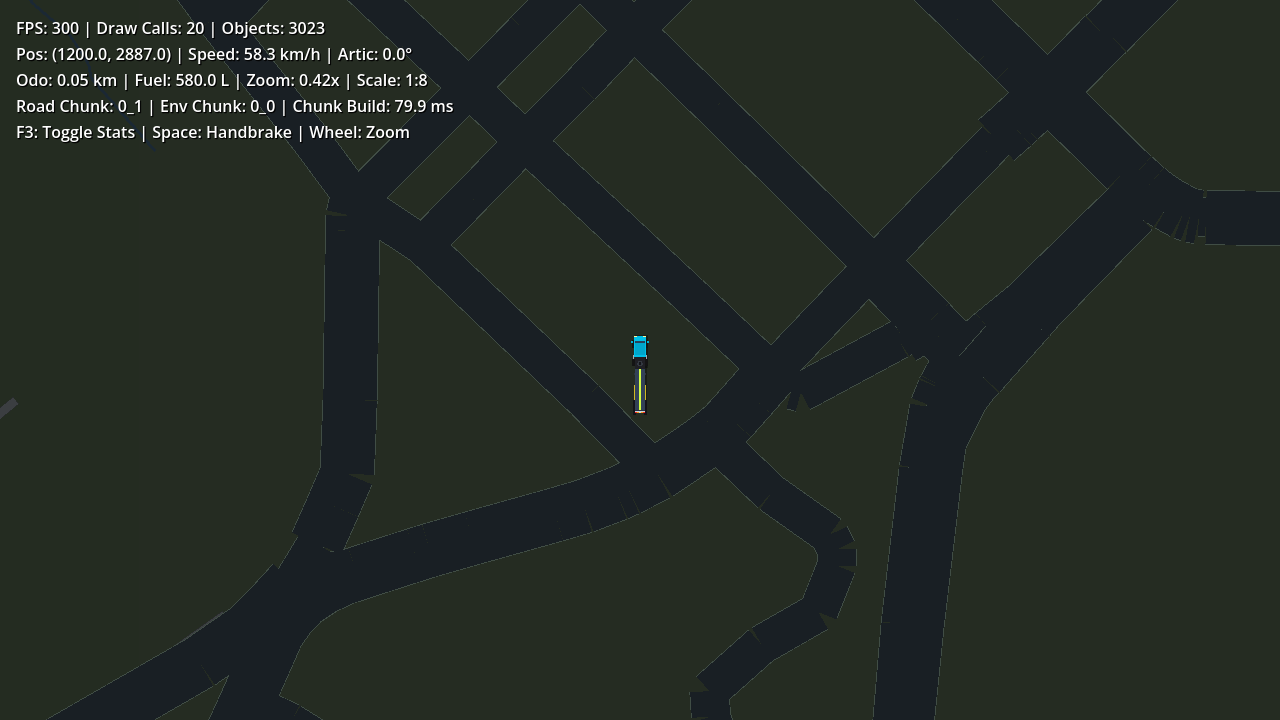 FPS: 300 | Draw Calls: 20 | Objects: 3023
Pos: (1200.0, 2887.0) | Speed: 58.3 km/h | Artic: 0.0°
Odo: 0.05 km | Fuel: 580.0 L | Zoom: 0.42x | Scale: 1:8
Road Chunk: 0_1 | Env Chunk: 0_0 | Chunk Build: 79.9 ms
F3: Toggle Stats | Space: Handbrake | Wheel: Zoom